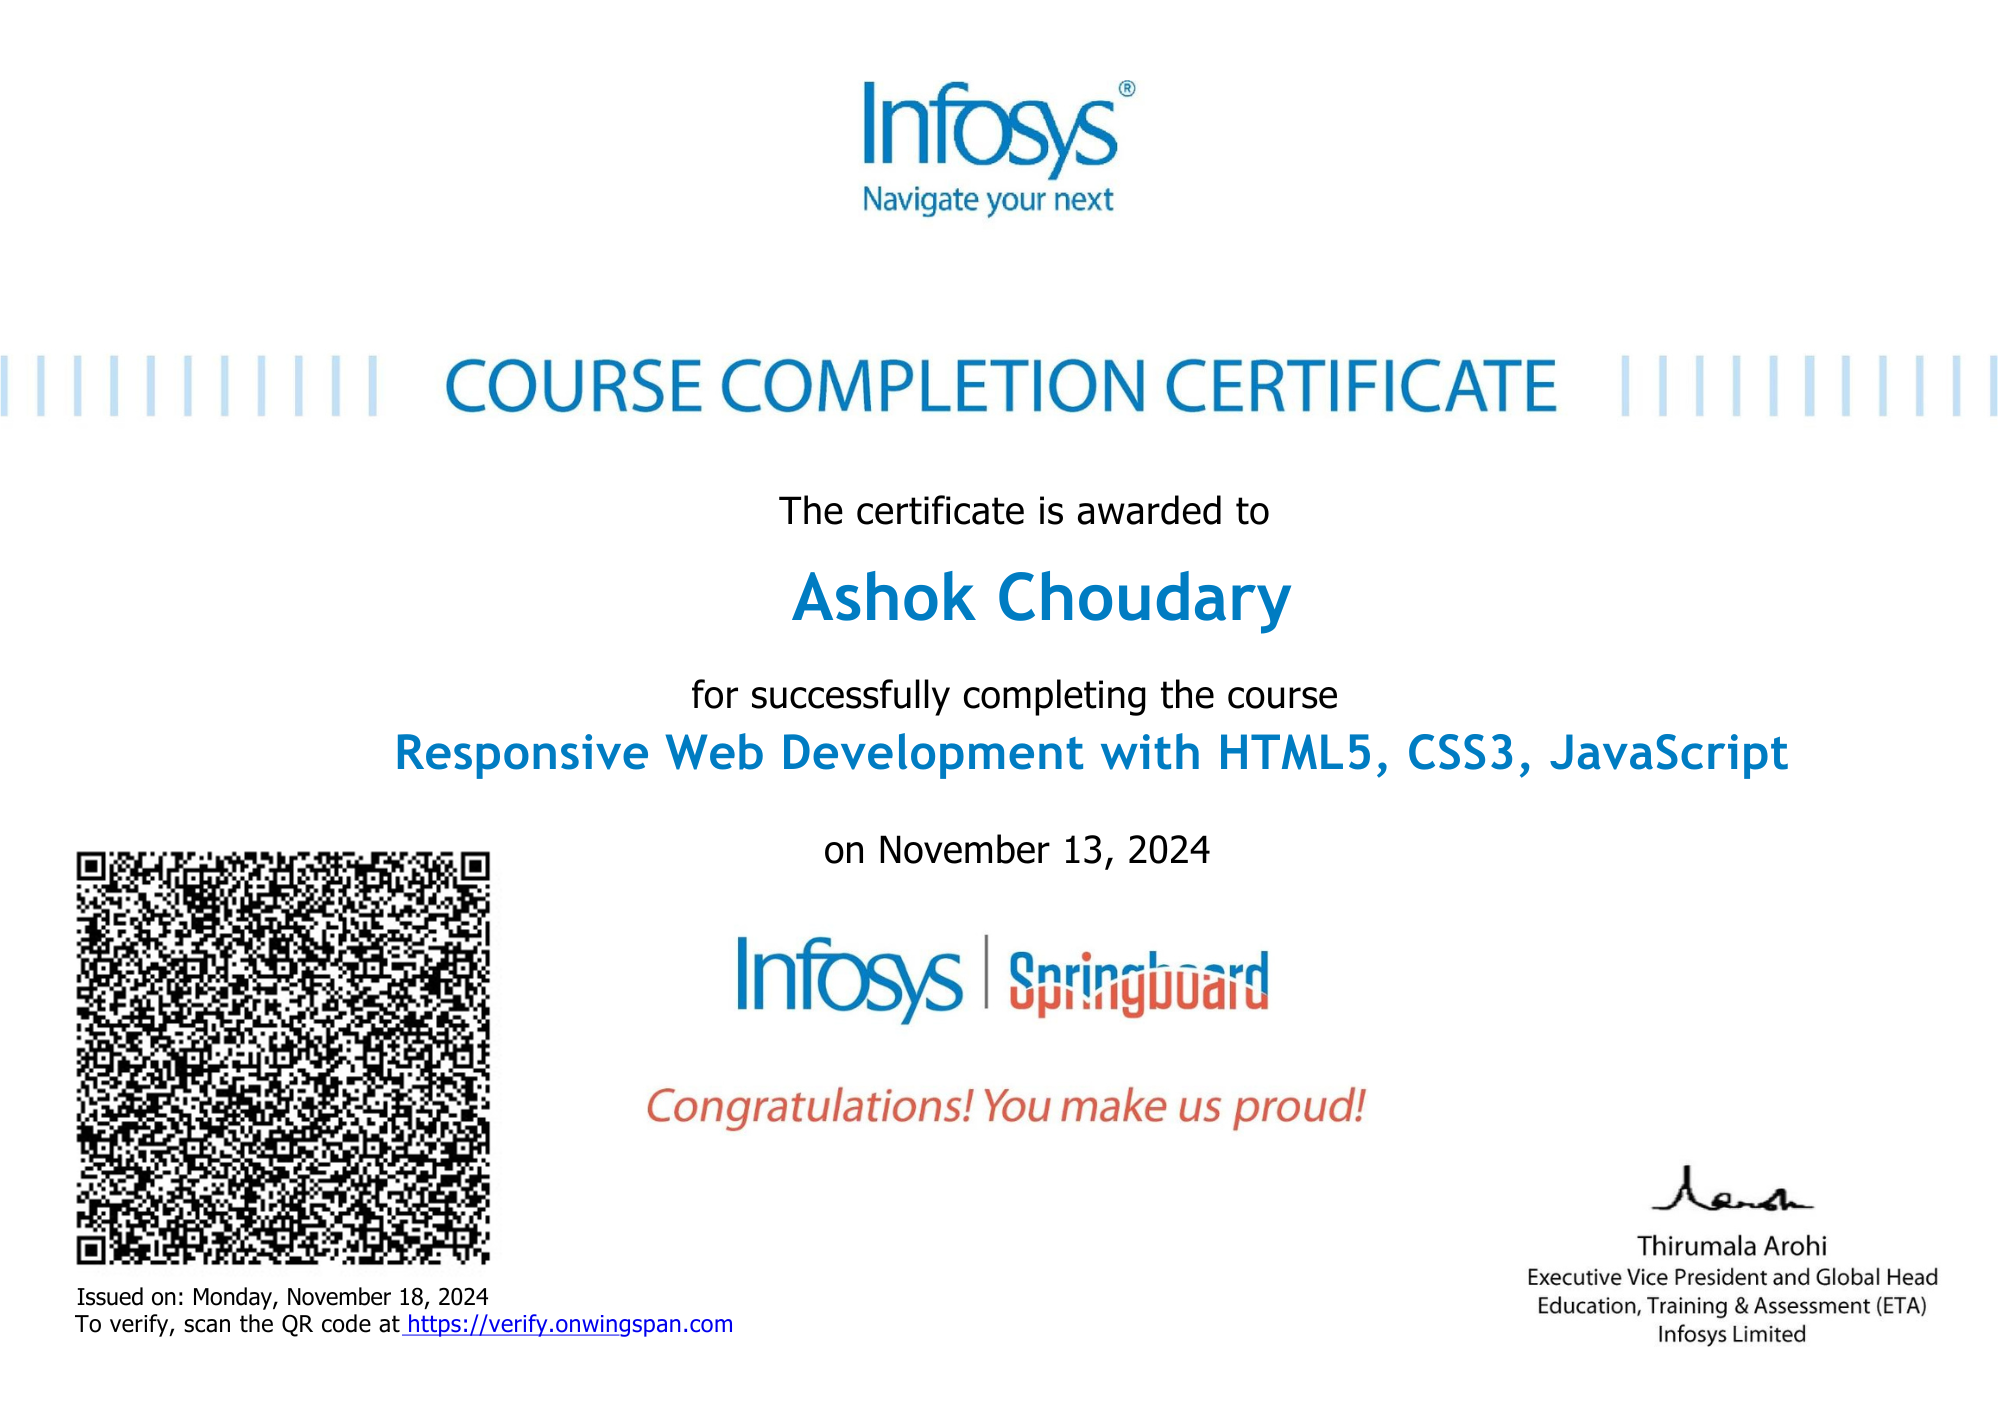 Infosys®
Navigate your next
COURSE COMPLETION CERTIFICATE
The certificate is awarded to
Ashok Choudary
for successfully completing the course
Responsive Web Development with HTML5, CSS3, JavaScript
on November 13, 2024
Infosys | Springboard
Congratulations! You make us proud!
Thirumala Arohi
Executive Vice President and Global Head
Education, Training & Assessment (ETA)
Infosys Limited
Issued on: Monday, November 18, 2024
To verify, scan the QR code at https://verify.onwingspan.com